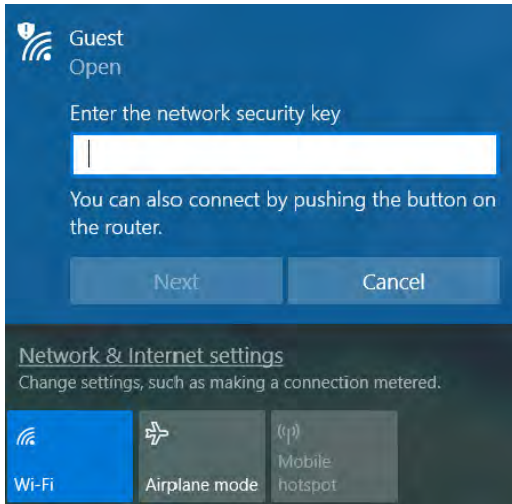 Guest
Open
Enter the network security key
You can also connect by pushing the button on
the router.
Next Cancel
Network & Internet settings
Change settings, such as making a connection metered.
Wi-Fi
Airplane mode
Mobile
hotspot